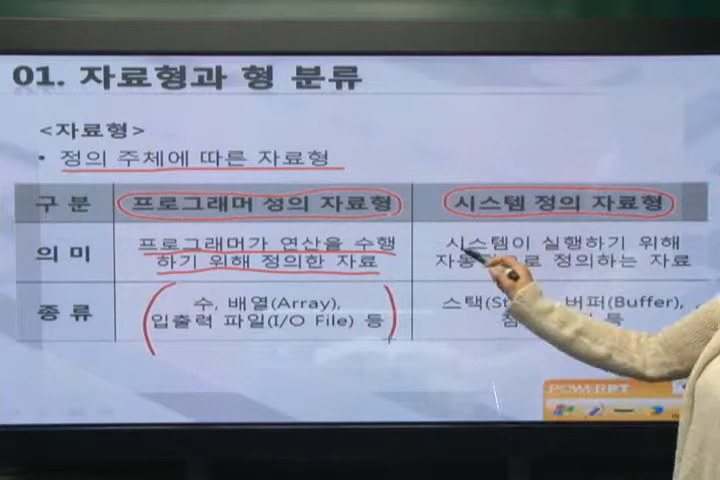 01. 자료형과 형 분류
<자료형>
• 정의 주체에 따른 자료형
구 분 프로그래머 정의 자료형 시스템 정의 자료형
의 미 프로그래머가 연산을 수행 시스템이 실행하기 위해
하기 위해 정의한 자료 자동 로 정의하는 자료
종 류 수, 배열(Array), 스택(St 버퍼(Buffer),
입출력 파일(I/O File) 등 등
POWERPT